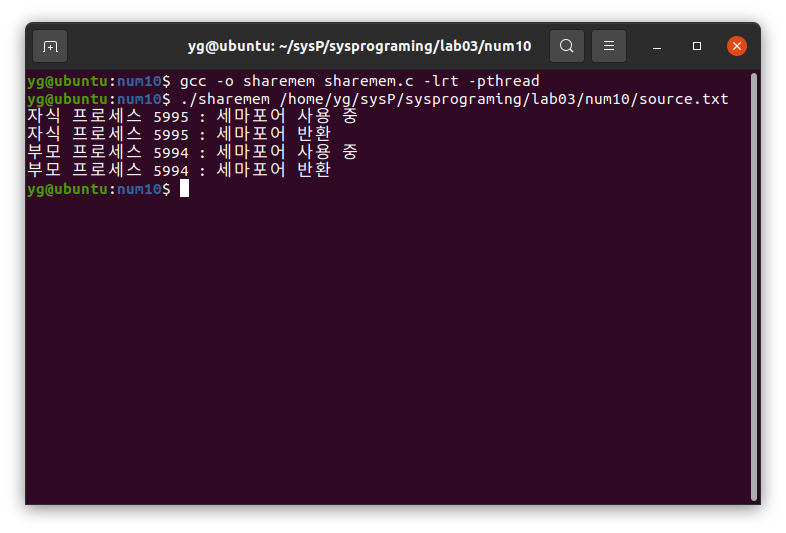 yg@ubuntu: ~/sysP/sysprograming/lab03/num10
yg@ubuntu:num10$ gcc -o sharemem sharemem.c -lrt -pthread
yg@ubuntu:num10$ ./sharemem /home/yg/sysP/sysprograming/lab03/num10/source.txt
자식 프로세스 5995 : 세마포어 사용 중
자식 프로세스 5995 : 세마포어 반환
부모 프로세스 5994 : 세마포어 사용 중
부모 프로세스 5994 : 세마포어 반환
yg@ubuntu:num10$